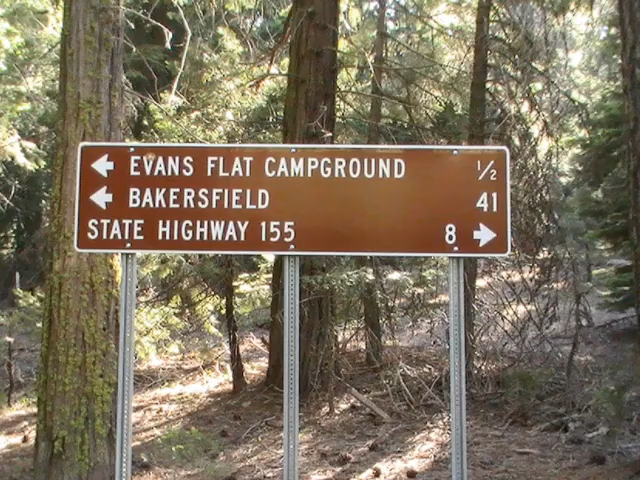 EVANS FLAT CAMPGROUND 1/2
BAKERSFIELD 41
STATE HIGHWAY 155 8